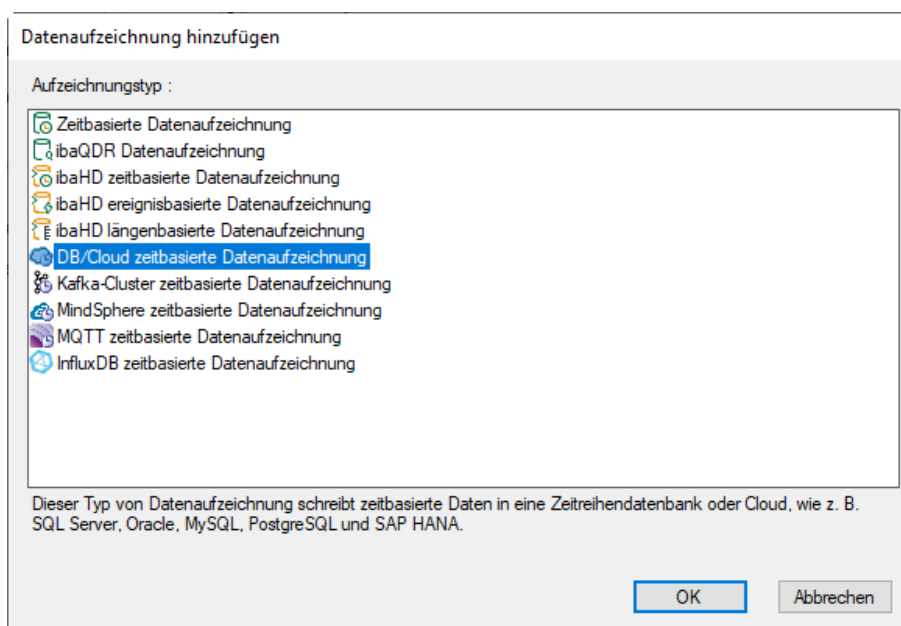 Datenaufzeichnung hinzufügen
Aufzeichnungstyp :
Zeitbasierte Datenaufzeichnung
ibaQDR Datenaufzeichnung
ibaHD zeitbasierte Datenaufzeichnung
ibaHD ereignisbasierte Datenaufzeichnung
ibaHD längenbasierte Datenaufzeichnung
DB/Cloud zeitbasierte Datenaufzeichnung
Kafka-Cluster zeitbasierte Datenaufzeichnung
MindSphere zeitbasierte Datenaufzeichnung
MQTT zeitbasierte Datenaufzeichnung
InfluxDB zeitbasierte Datenaufzeichnung
Dieser Typ von Datenaufzeichnung schreibt zeitbasierte Daten in eine Zeitreihendatenbank oder Cloud, wie z. B.
SQL Server, Oracle, MySQL, PostgreSQL und SAP HANA.
OK Abbrechen